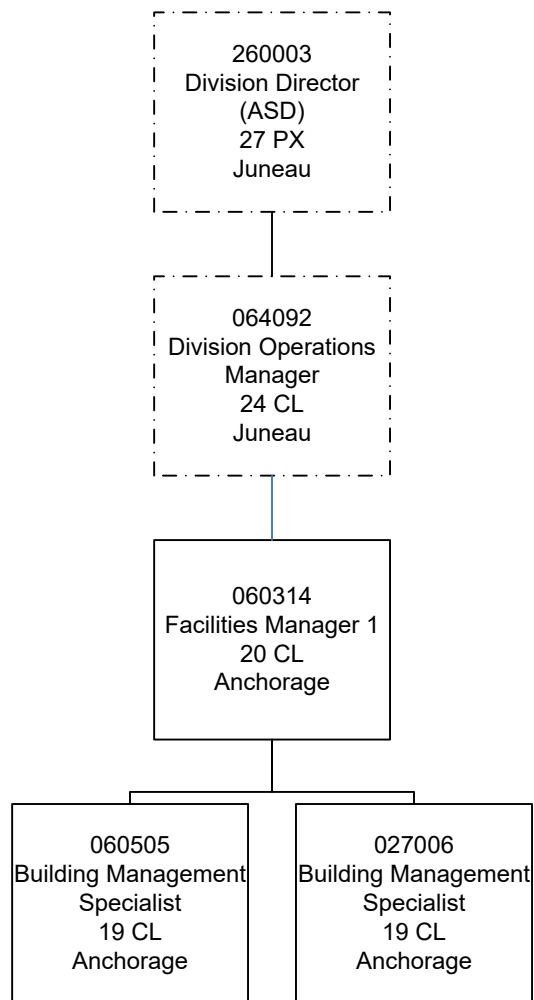 260003
Division Director
(ASD)
27 PX
Juneau
064092
Division Operations
Manager
24 CL
Juneau
060314
Facilities Manager 1
20 CL
Anchorage
060505
Building Management
Specialist
19 CL
Anchorage
027006
Building Management
Specialist
19 CL
Anchorage